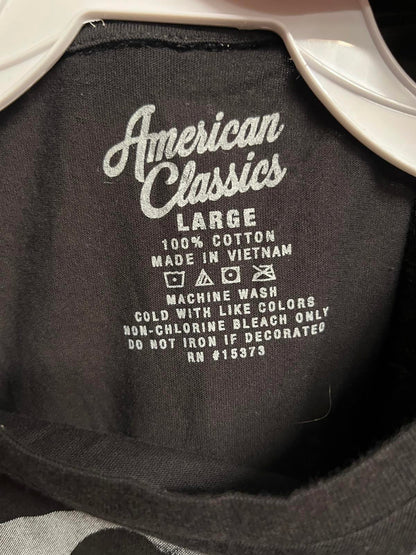 American
Classics
LARGE
100% COTTON
MADE IN VIETNAM
MACHINE WASH
COLD WITH LIKE COLORS
NON-CHLORINE BLEACH ONLY
DO NOT IRON IF DECORATED
RN #15373